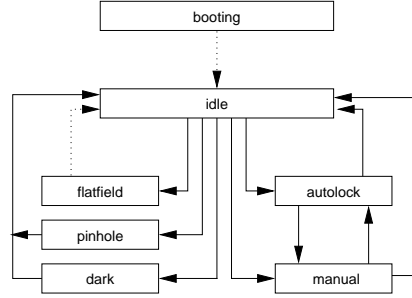 booting
idle
flatfield
autolock
pinhole
dark
manual